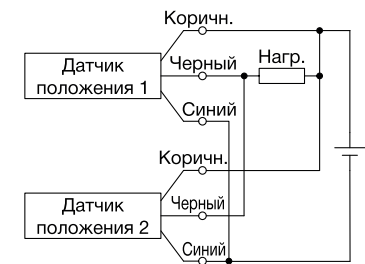 Коричн.
Черный
Нагр.
Датчик
положения 1
Синий
Коричн.
Датчик
положения 2
Черный
Синий